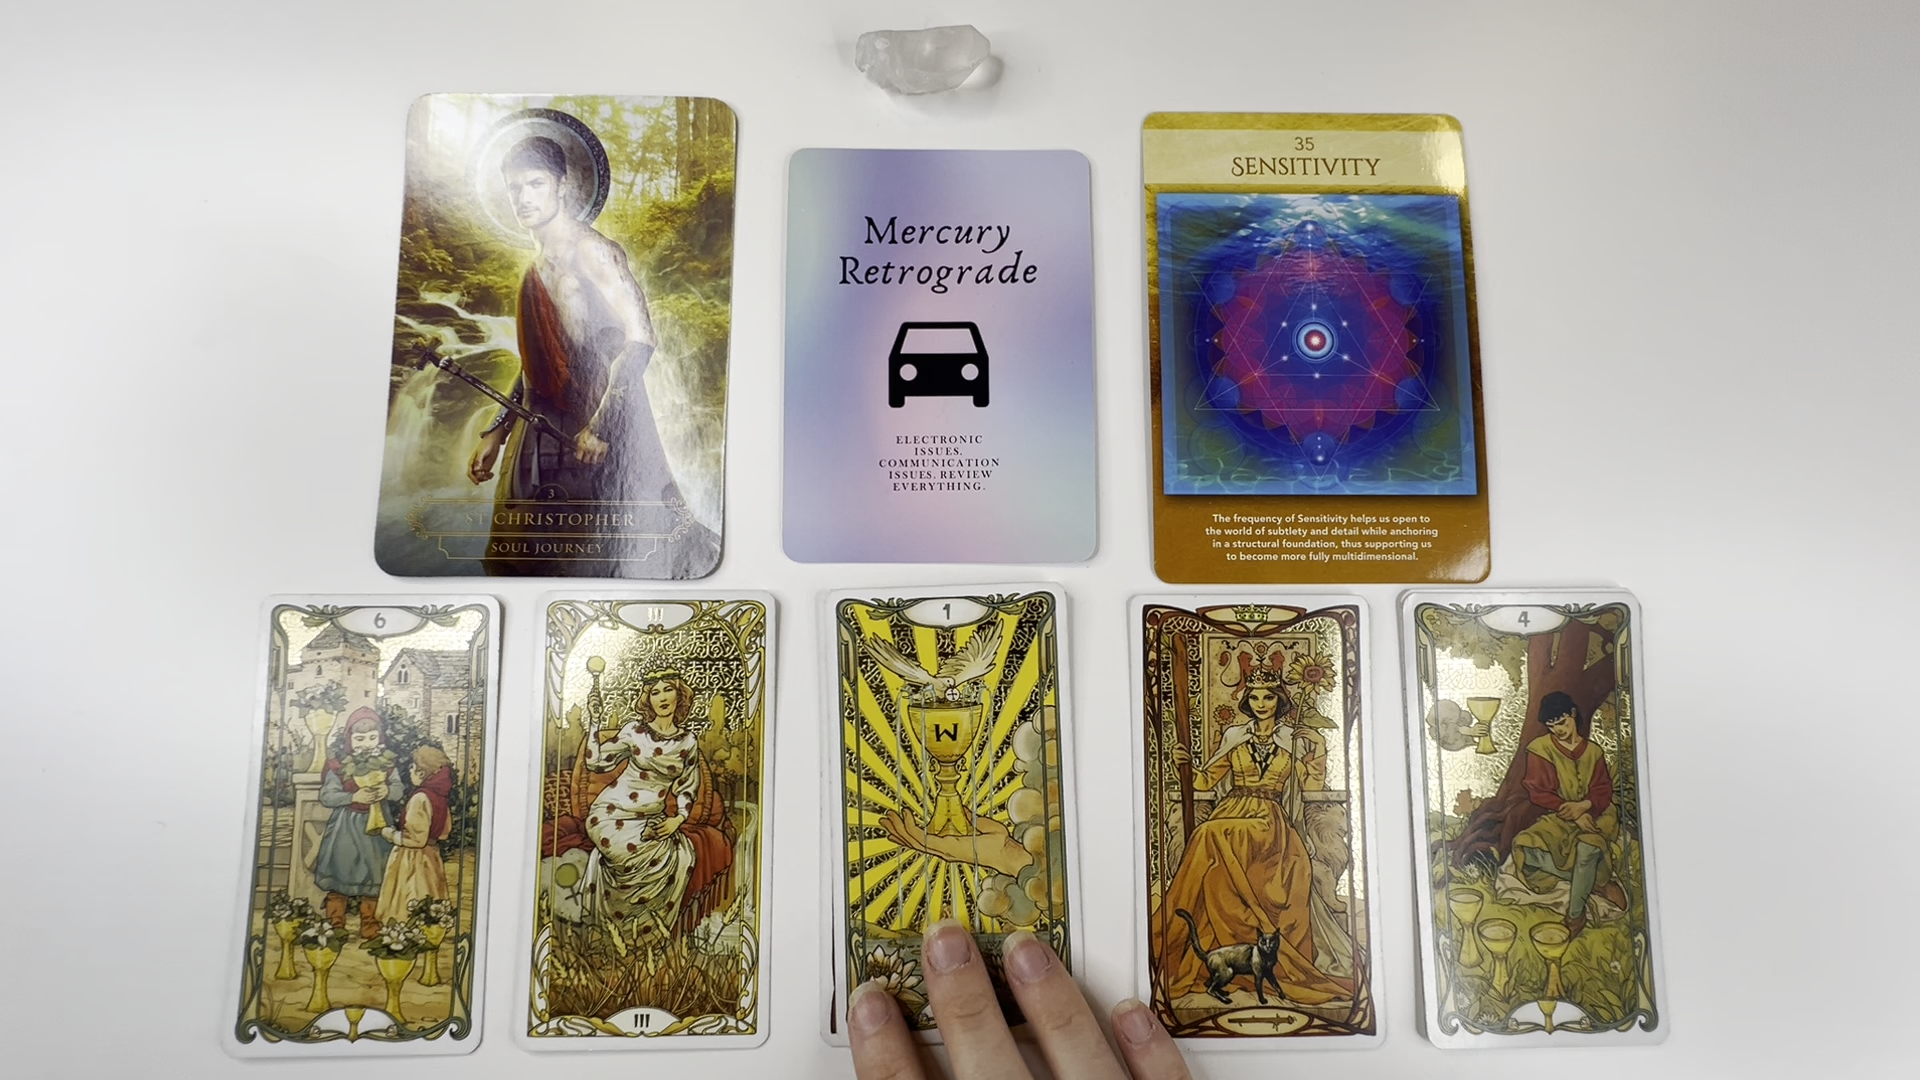 3
ST CHRISTOPHER
SOUL JOURNEY
Mercury
Retrograde
ELECTRONIC
ISSUES.
COMMUNICATION
ISSUES. REVIEW
EVERYTHING.
35
SENSITIVITY
The frequency of Sensitivity helps us open to
the world of subtlety and detail while anchoring
in a structural foundation, thus supporting us
to become more fully multidimensional.
6
III
III
1
W
4